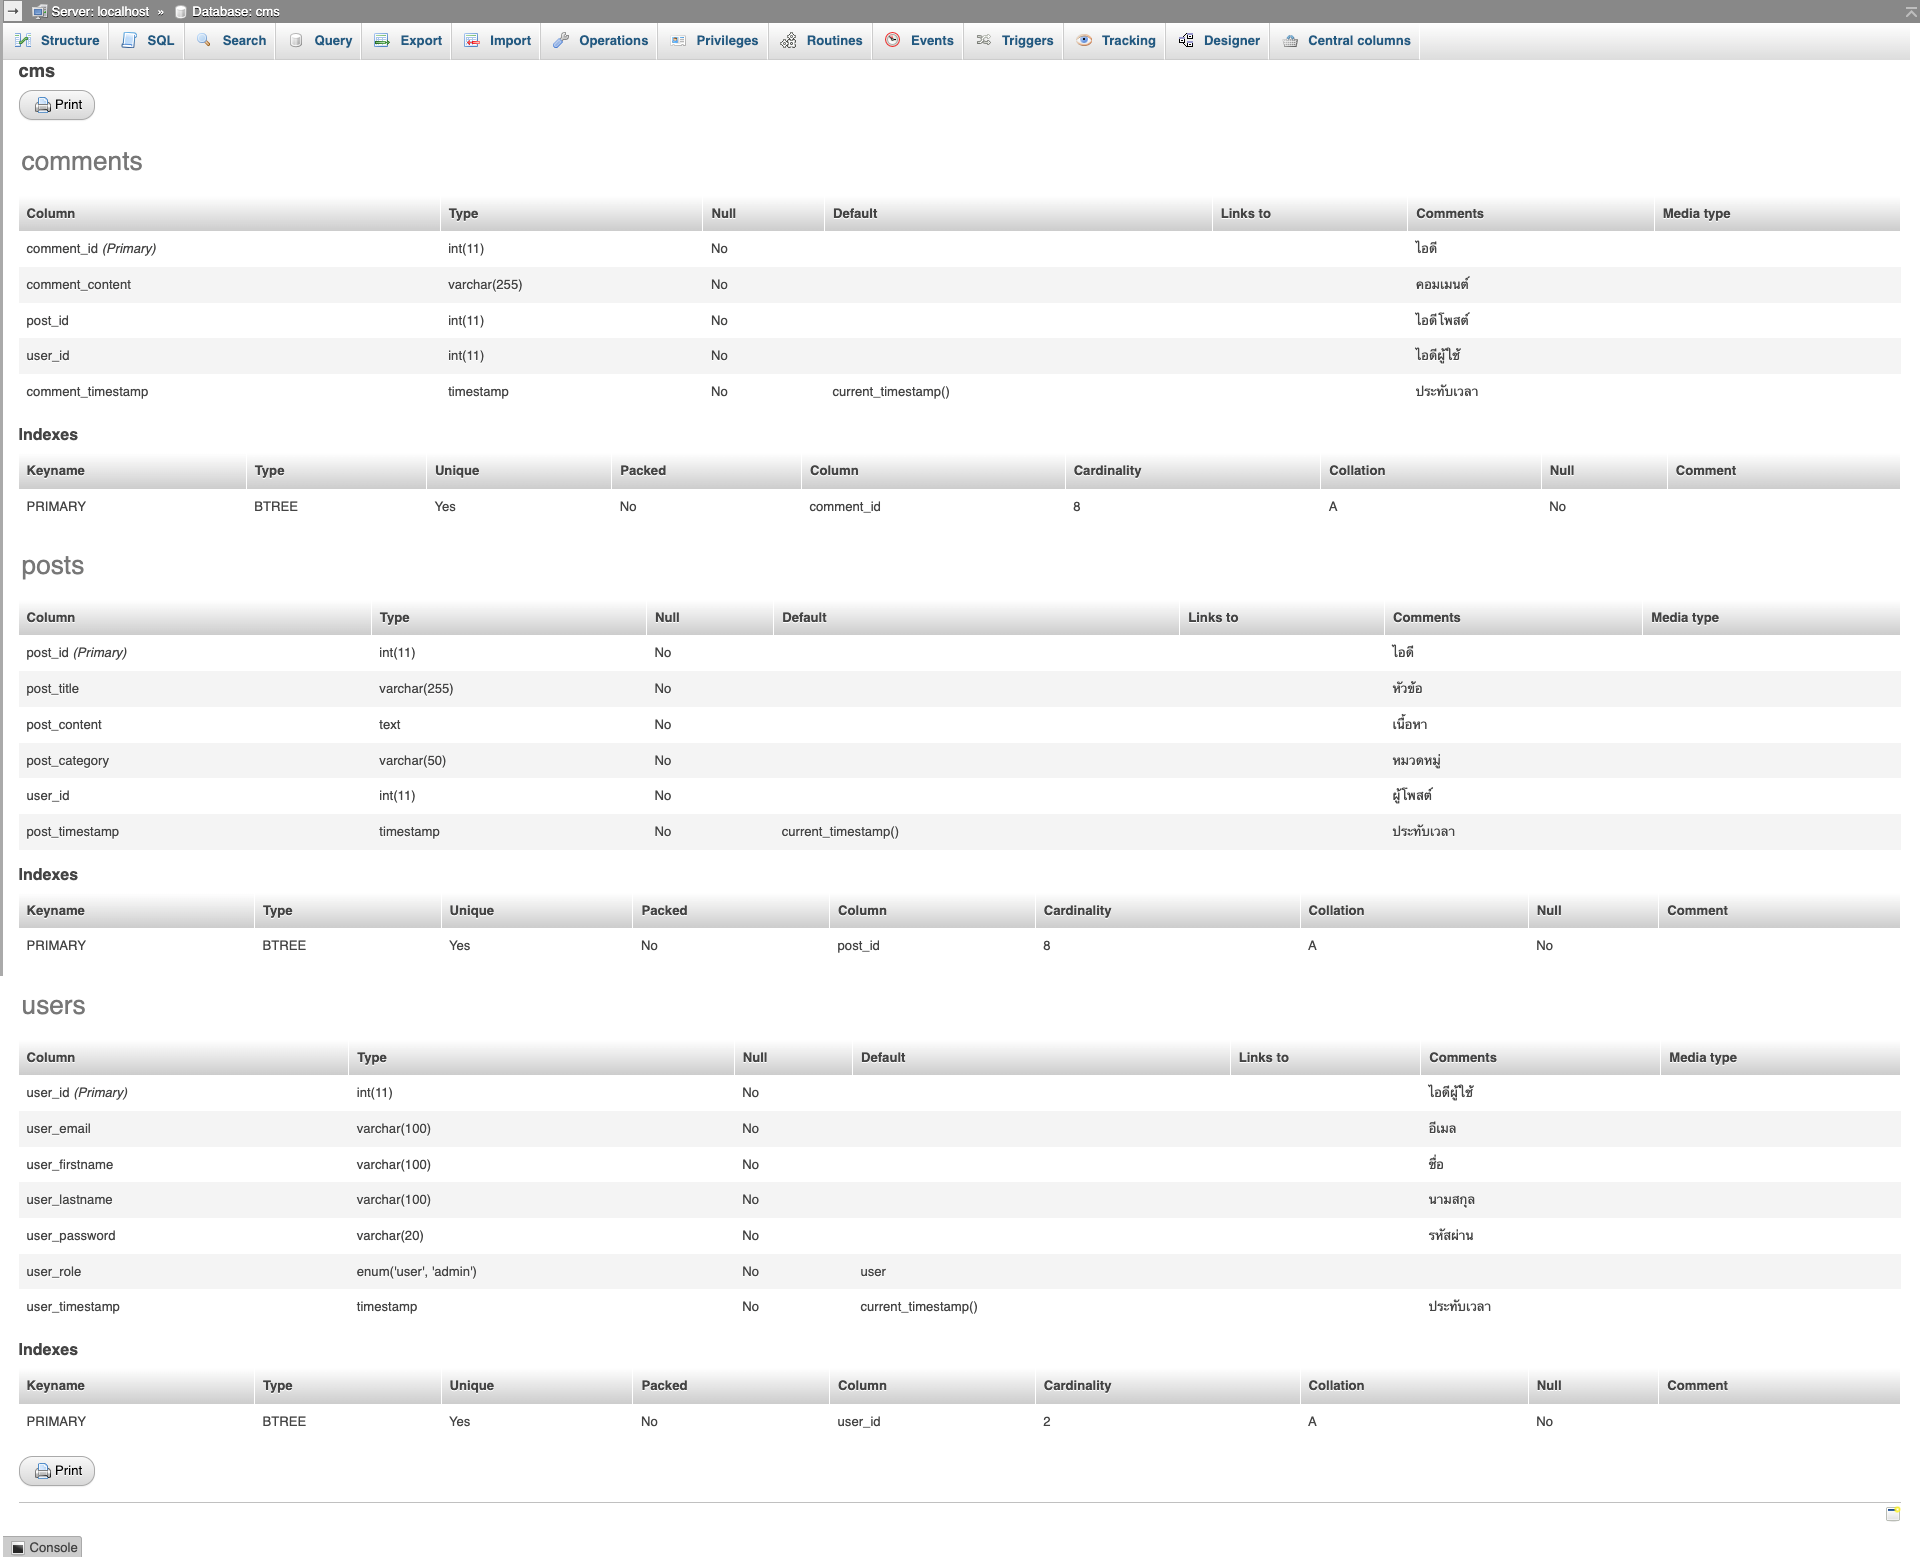 Server: localhost » Database: cms
Structure SQL Search Query Export Import Operations Privileges Routines Events Triggers Tracking Designer Central columns
cms
Print
comments
Column Type Null Default Links to Comments Media type
comment_id (Primary) int(11) No ไอดี
comment_content varchar(255) No คอมเมนต์
post_id int(11) No ไอดีโพสต์
user_id int(11) No ไอดีผู้ใช้
comment_timestamp timestamp No current_timestamp() ประทับเวลา
Indexes
Keyname Type Unique Packed Column Cardinality Collation Null Comment
PRIMARY BTREE Yes No comment_id 8 A No
posts
Column Type Null Default Links to Comments Media type
post_id (Primary) int(11) No ไอดี
post_title varchar(255) No หัวข้อ
post_content text No เนื้อหา
post_category varchar(50) No หมวดหมู่
user_id int(11) No ผู้โพสต์
post_timestamp timestamp No current_timestamp() ประทับเวลา
Indexes
Keyname Type Unique Packed Column Cardinality Collation Null Comment
PRIMARY BTREE Yes No post_id 8 A No
users
Column Type Null Default Links to Comments Media type
user_id (Primary) int(11) No ไอดีผู้ใช้
user_email varchar(100) No อีเมล
user_firstname varchar(100) No ชื่อ
user_lastname varchar(100) No นามสกุล
user_password varchar(20) No รหัสผ่าน
user_role enum('user', 'admin') No user
user_timestamp timestamp No current_timestamp() ประทับเวลา
Indexes
Keyname Type Unique Packed Column Cardinality Collation Null Comment
PRIMARY BTREE Yes No user_id 2 A No
Print
Console